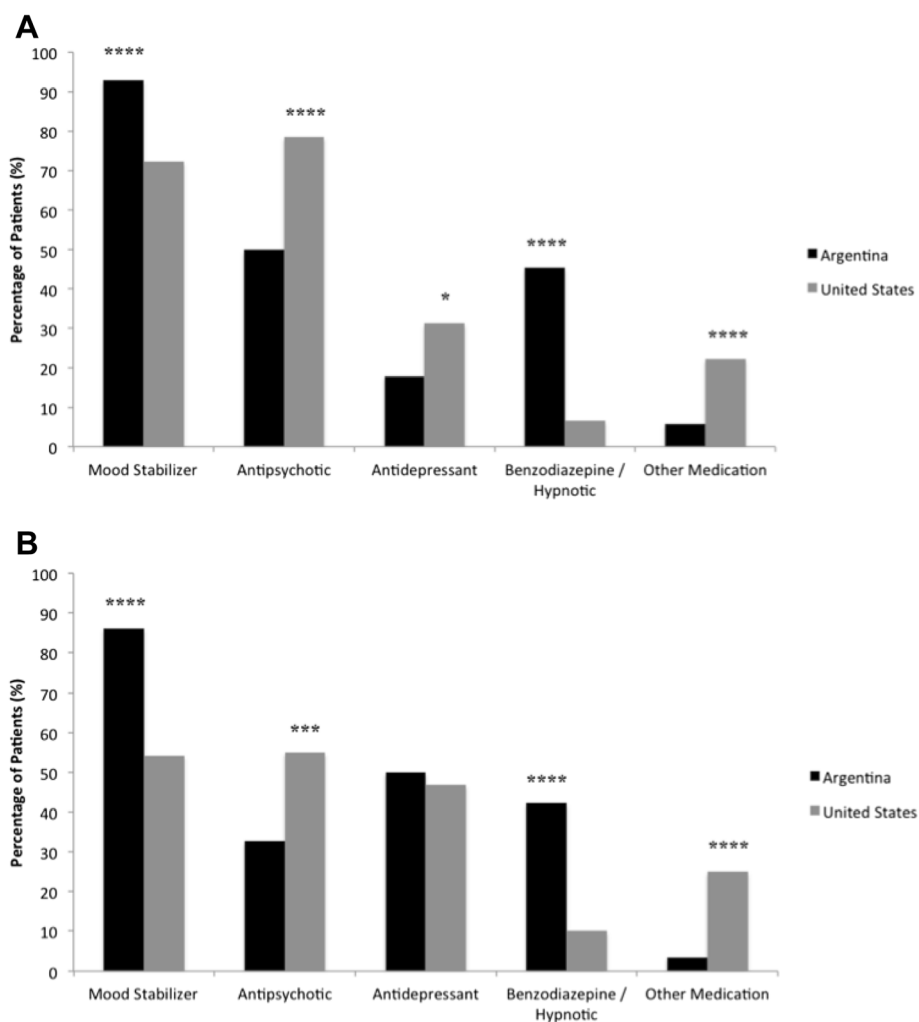 A
100
90
80
70
60
50
40
30
20
10
0
Percentage of Patients (%)
****
****
*
****
****
Mood Stabilizer
Antipsychotic
Antidepressant
Benzodiazepine /
Hypnotic
Other Medication
Argentina
United States
B
100
90
80
70
60
50
40
30
20
10
0
Percentage of Patients (%)
****
***
****
****
Mood Stabilizer
Antipsychotic
Antidepressant
Benzodiazepine /
Hypnotic
Other Medication
Argentina
United States